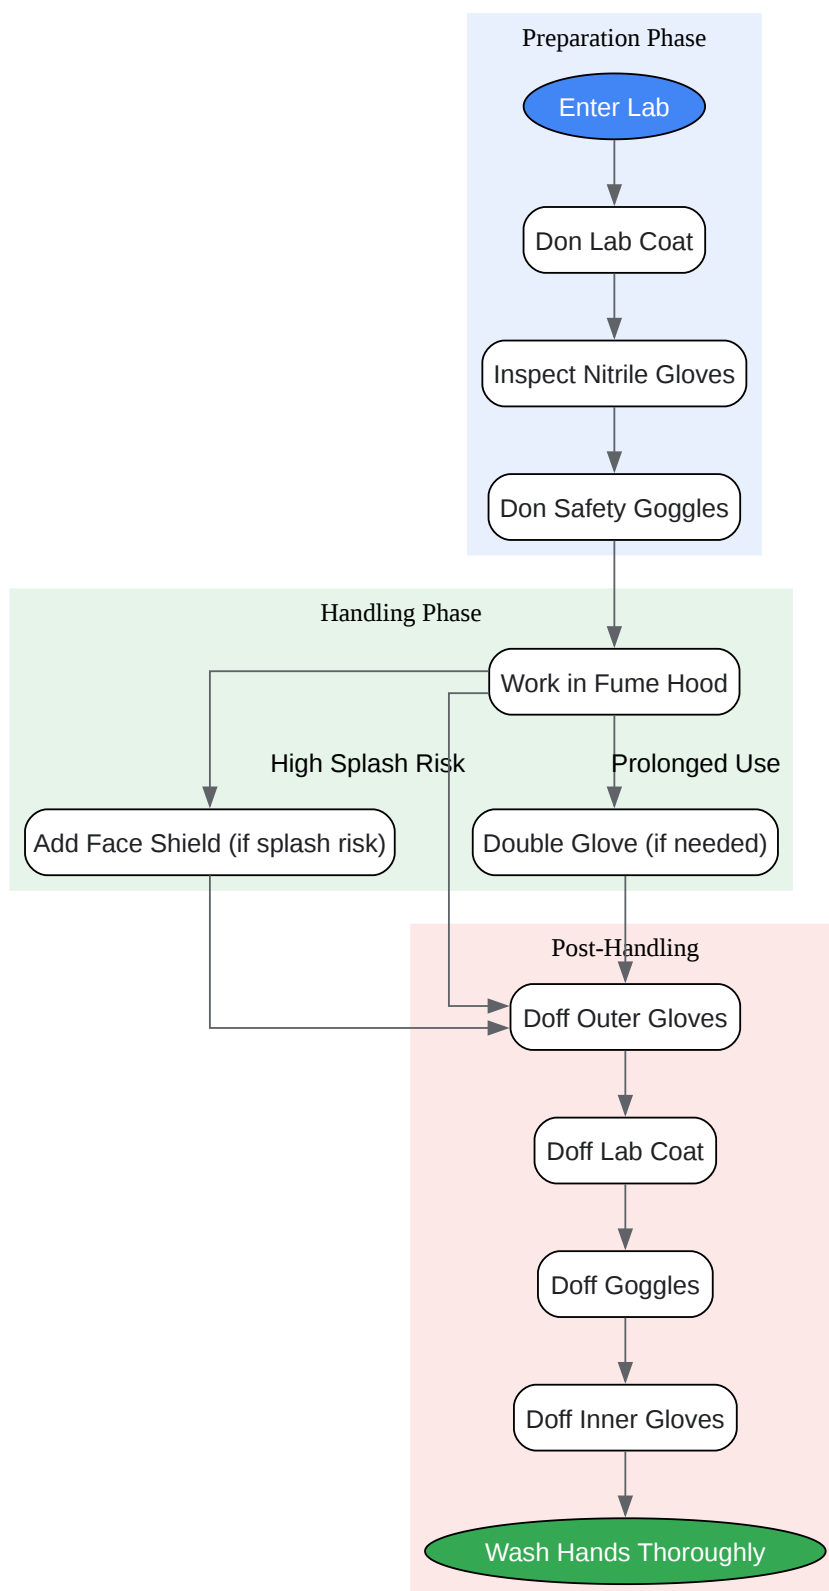 Preparation Phase
Enter Lab
Don Lab Coat
Inspect Nitrile Gloves
Don Safety Goggles
Handling Phase
Work in Fume Hood
High Splash Risk
Prolonged Use
Add Face Shield (if splash risk)
Double Glove (if needed)
Post-Handling
Doff Outer Gloves
Doff Lab Coat
Doff Goggles
Doff Inner Gloves
Wash Hands Thoroughly